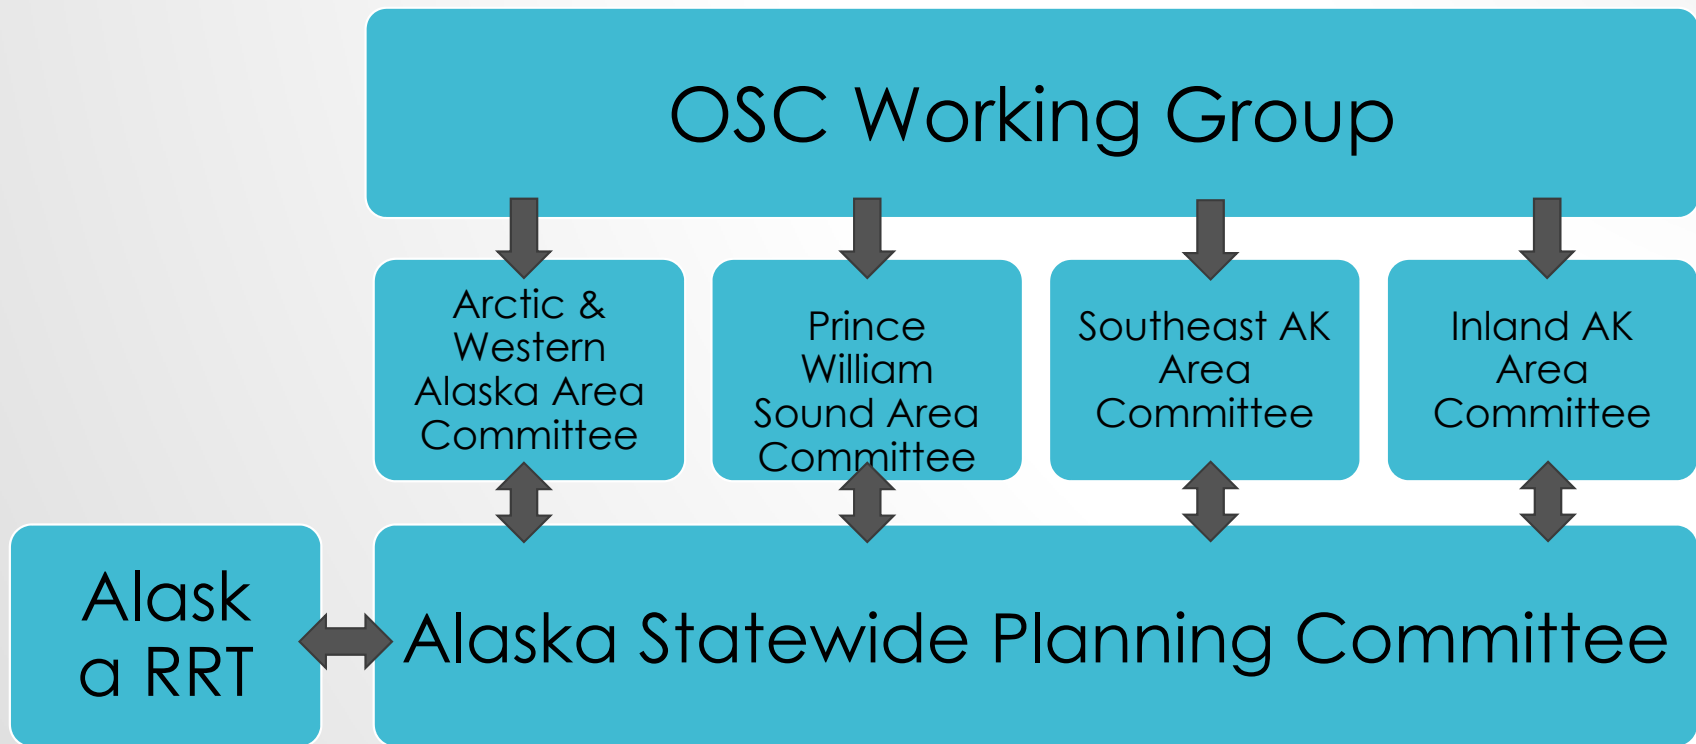 OSC Working Group
Arctic &
Western
Alaska Area
Committee
Prince
William
Sound Area
Committee
Southeast AK
Area
Committee
Inland AK
Area
Committee
Alask
a RRT
Alaska Statewide Planning Committee